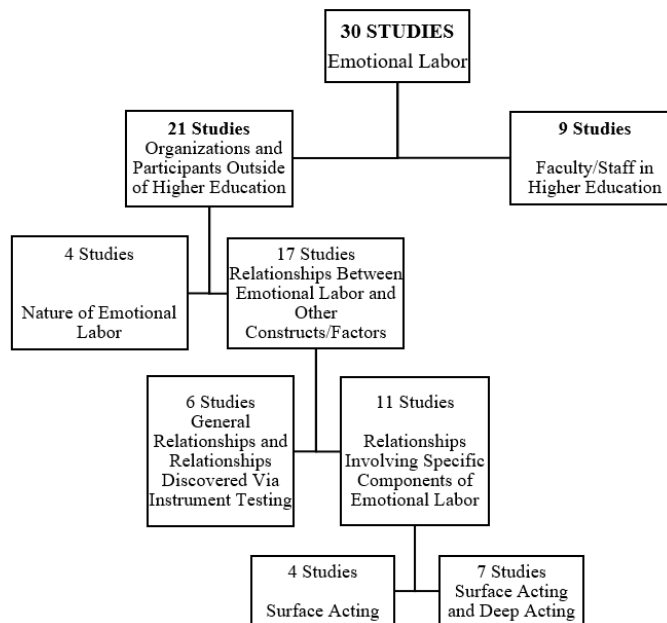 30 STUDIES
Emotional Labor
21 Studies
Organizations and
Participants Outside
of Higher Education
9 Studies
Faculty/Staff in
Higher Education
4 Studies
Nature of Emotional
Labor
17 Studies
Relationships Between
Emotional Labor and
Other
Constructs/Factors
6 Studies
General
Relationships and
Relationships
Discovered Via
Instrument Testing
11 Studies
Relationships
Involving Specific
Components of
Emotional Labor
4 Studies
Surface Acting
7 Studies
Surface Acting
and Deep Acting